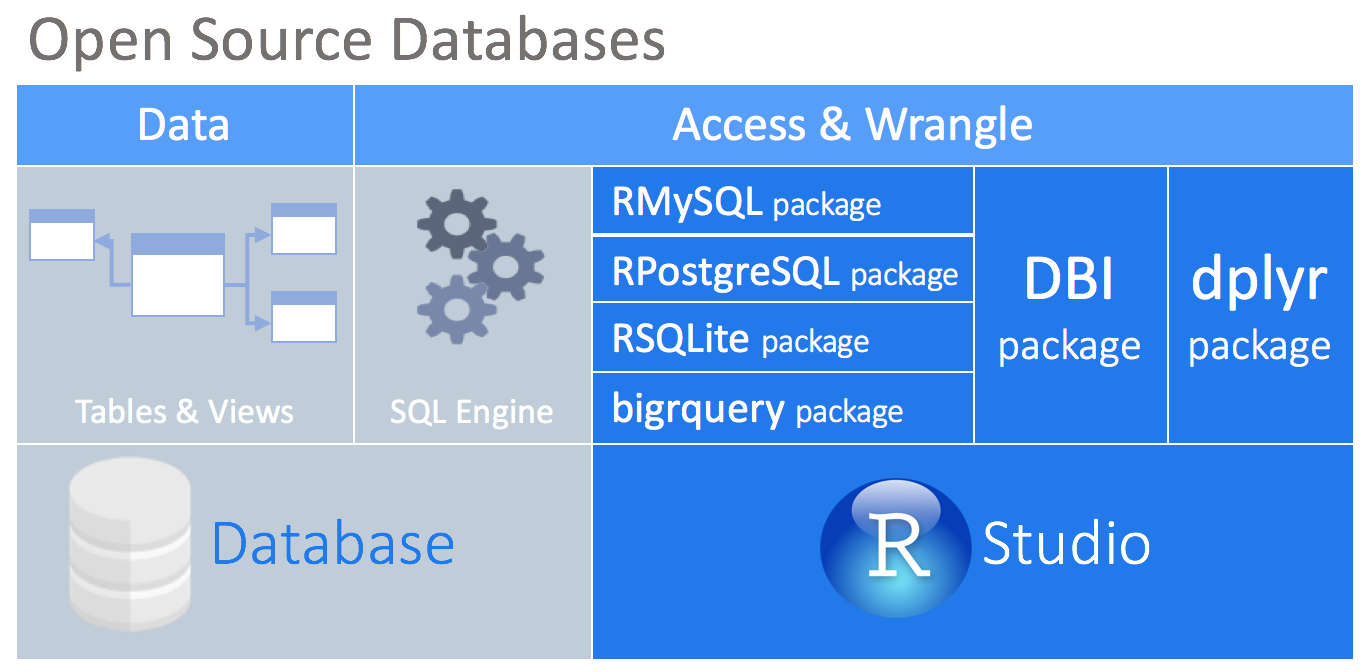 Open Source Databases
Data
Access & Wrangle
Tables & Views
SQL Engine
RMySQL package
RPostgreSQL package
RSQLite package
bigrquery package
DBI
package
dplyr
package
Database
R Studio